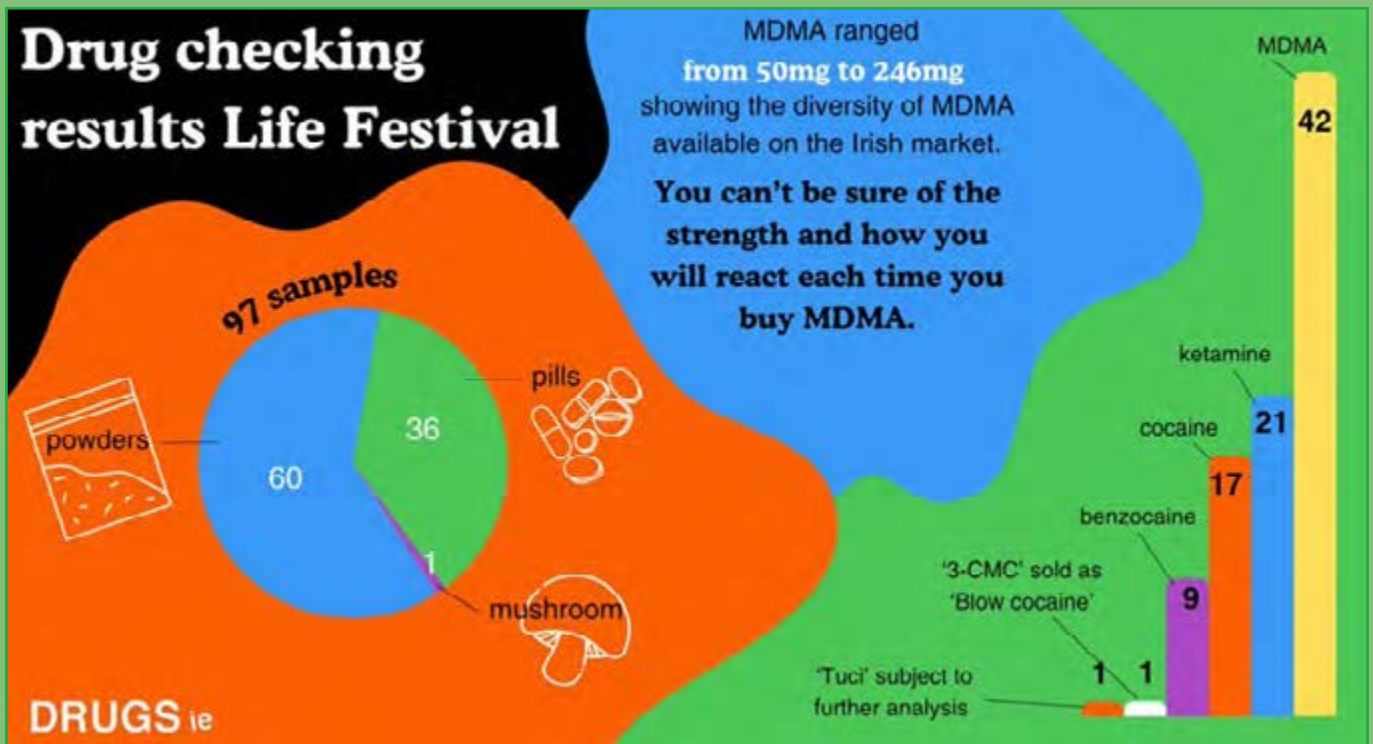 Drug checking
results Life Festival
MDMA ranged
from 50mg to 246mg
showing the diversity of MDMA
available on the Irish market.
You can't be sure of the
strength and how you
will react each time you
buy MDMA.
97 samples
pills
36
powders
60
1
mushroom
MDMA
42
ketamine
21
cocaine
17
benzocaine
9
'3-CMC' sold as
'Blow cocaine'
1
'Tuci' subject to
further analysis
1
DRUGS ie